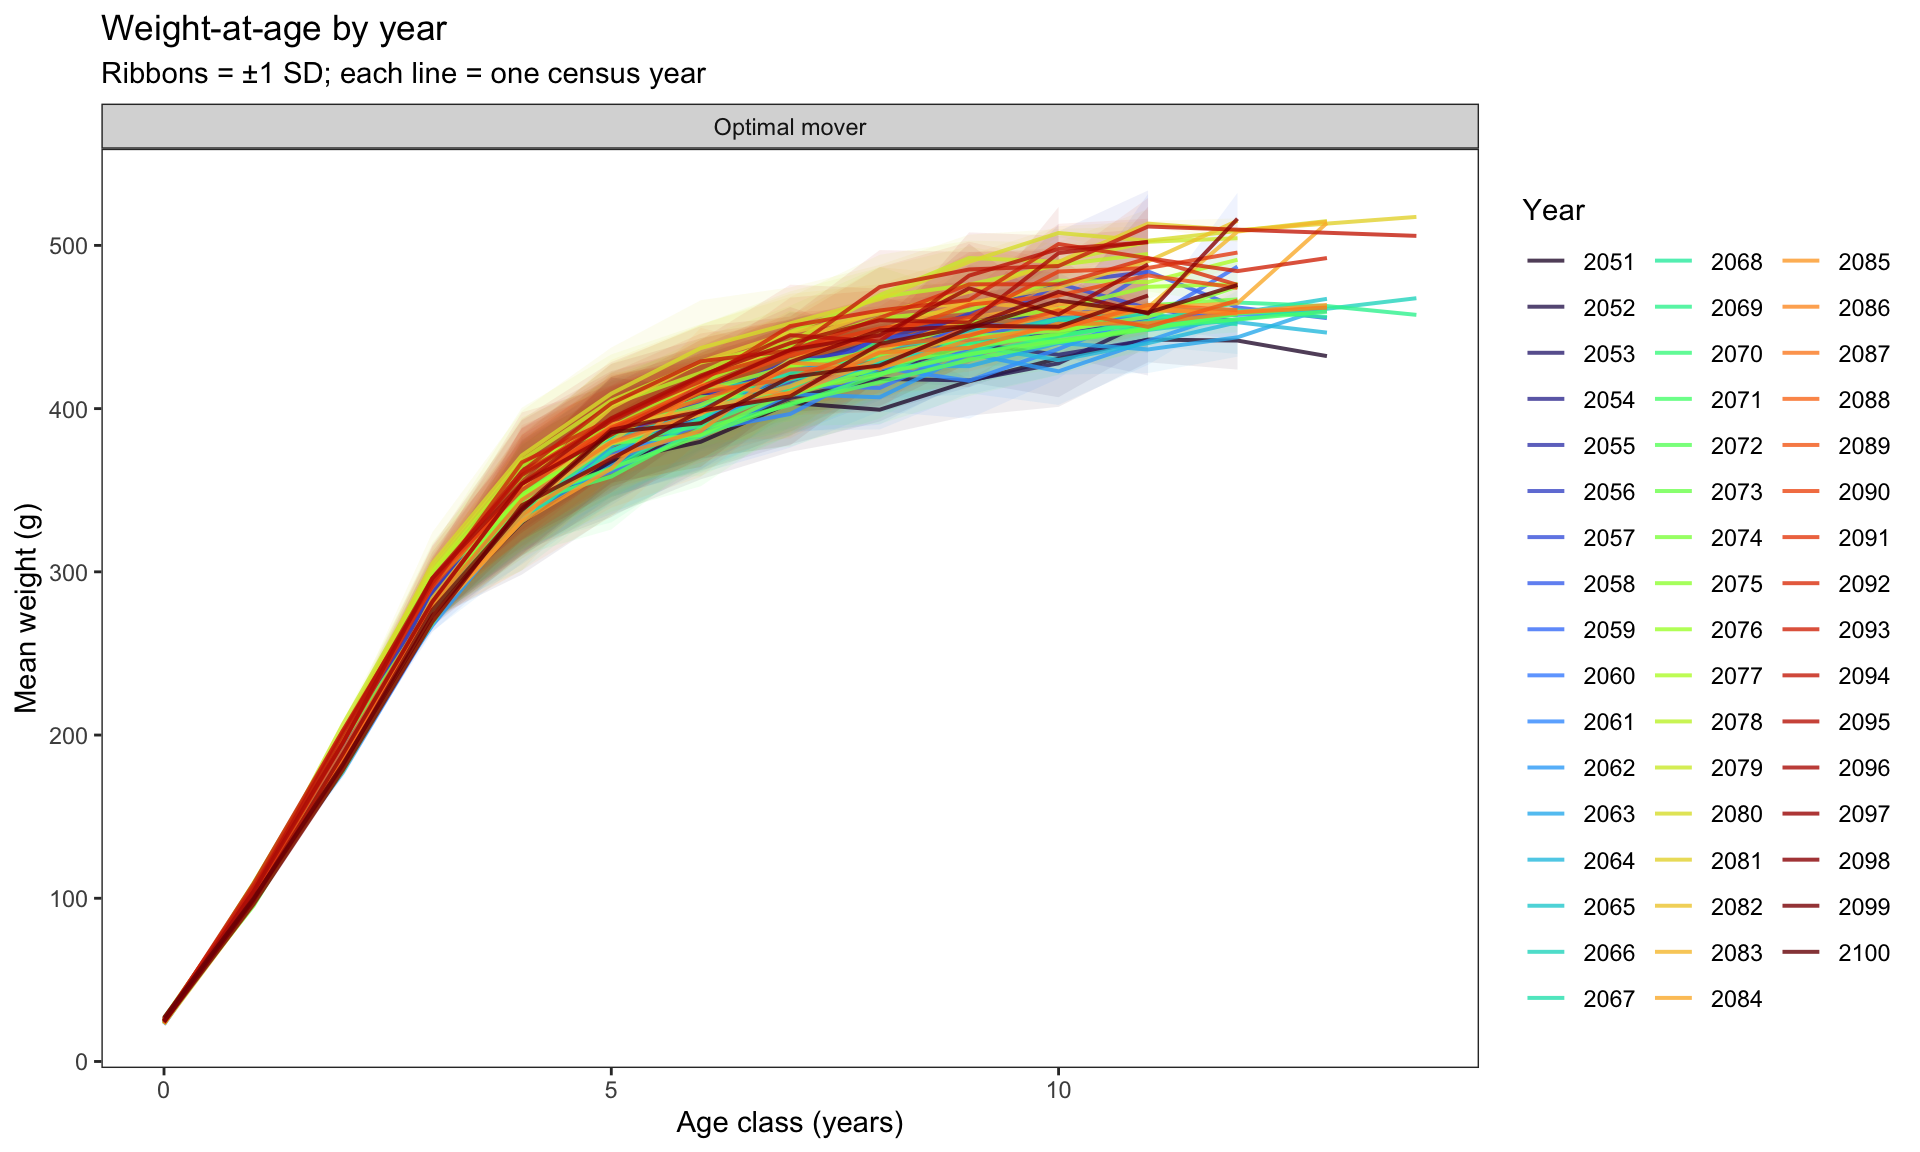 Weight-at-age by year
Ribbons = ±1 SD; each line = one census year
Optimal mover
Mean weight (g)
500
400
300
200
100
0
0 5 10
Age class (years)
Year
2051 2068 2085
2052 2069 2086
2053 2070 2087
2054 2071 2088
2055 2072 2089
2056 2073 2090
2057 2074 2091
2058 2075 2092
2059 2076 2093
2060 2077 2094
2061 2078 2095
2062 2079 2096
2063 2080 2097
2064 2081 2098
2065 2082 2099
2066 2083 2100
2067 2084